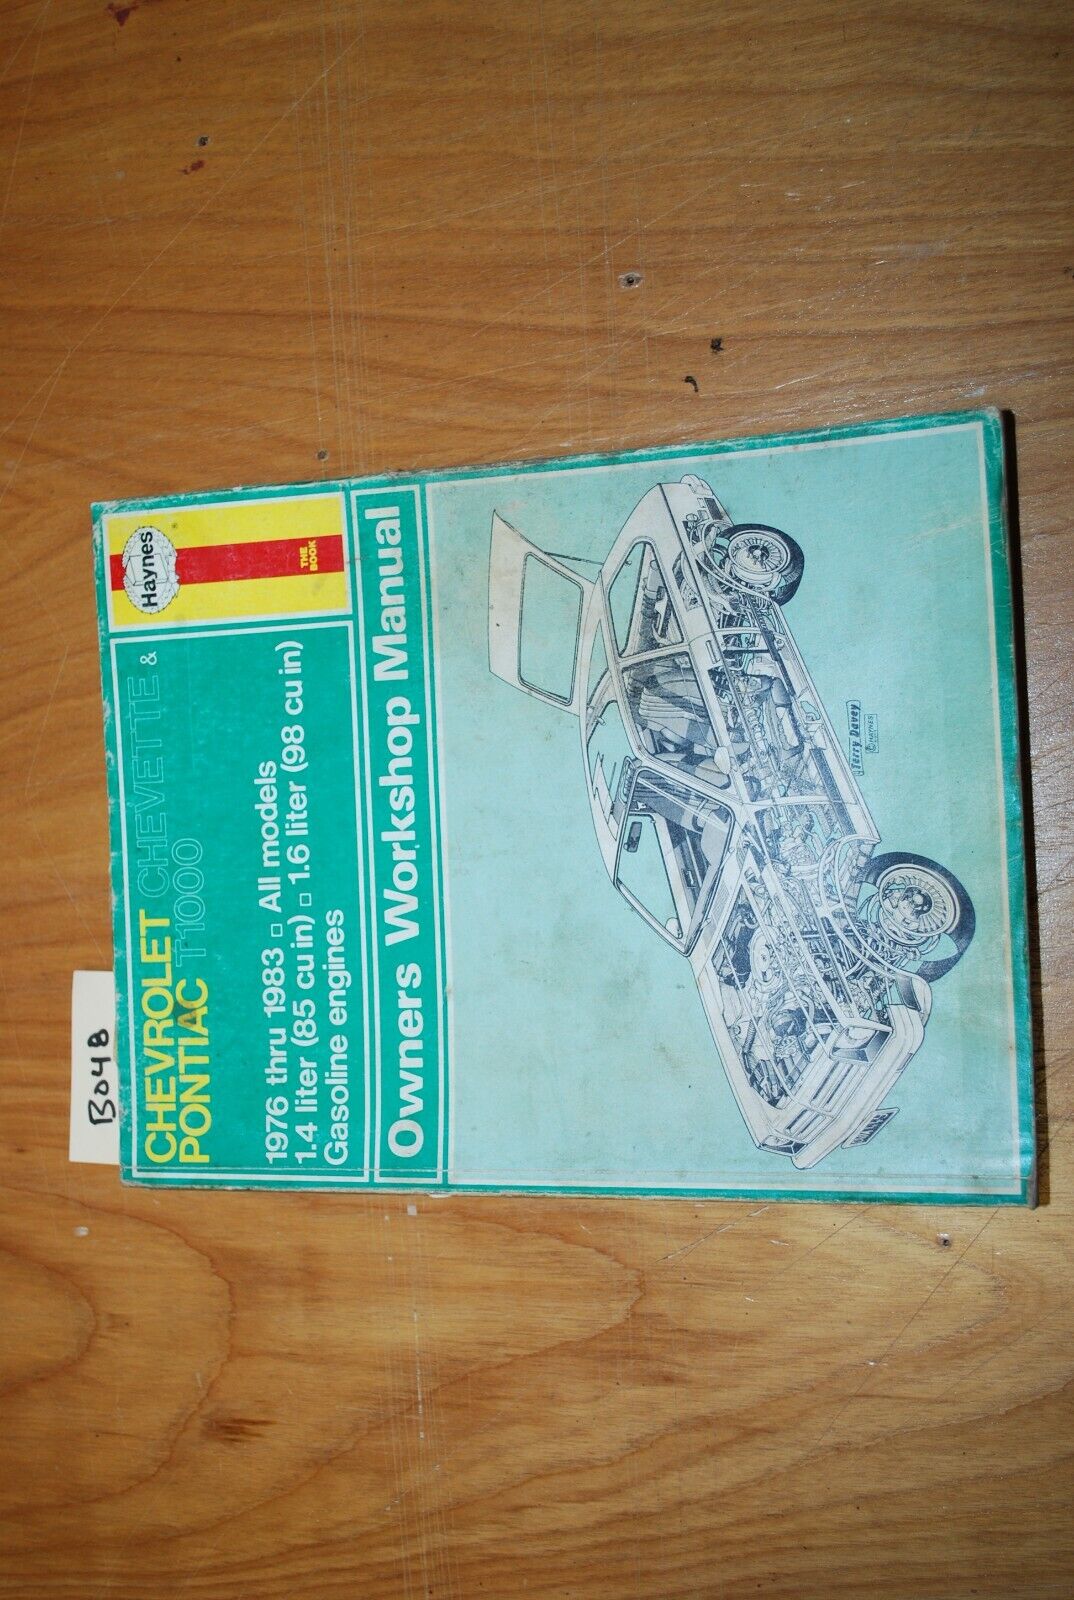 B048
Haynes
®
THE
BOOK
CHEVROLET CHEVETTE &
PONTIAC T1000
1976 thru 1983 □ All models
1.4 liter (85 cu in) □ 1.6 liter (98 cu in)
Gasoline engines
Owners Workshop Manual
Terry Davey
© HAYNES